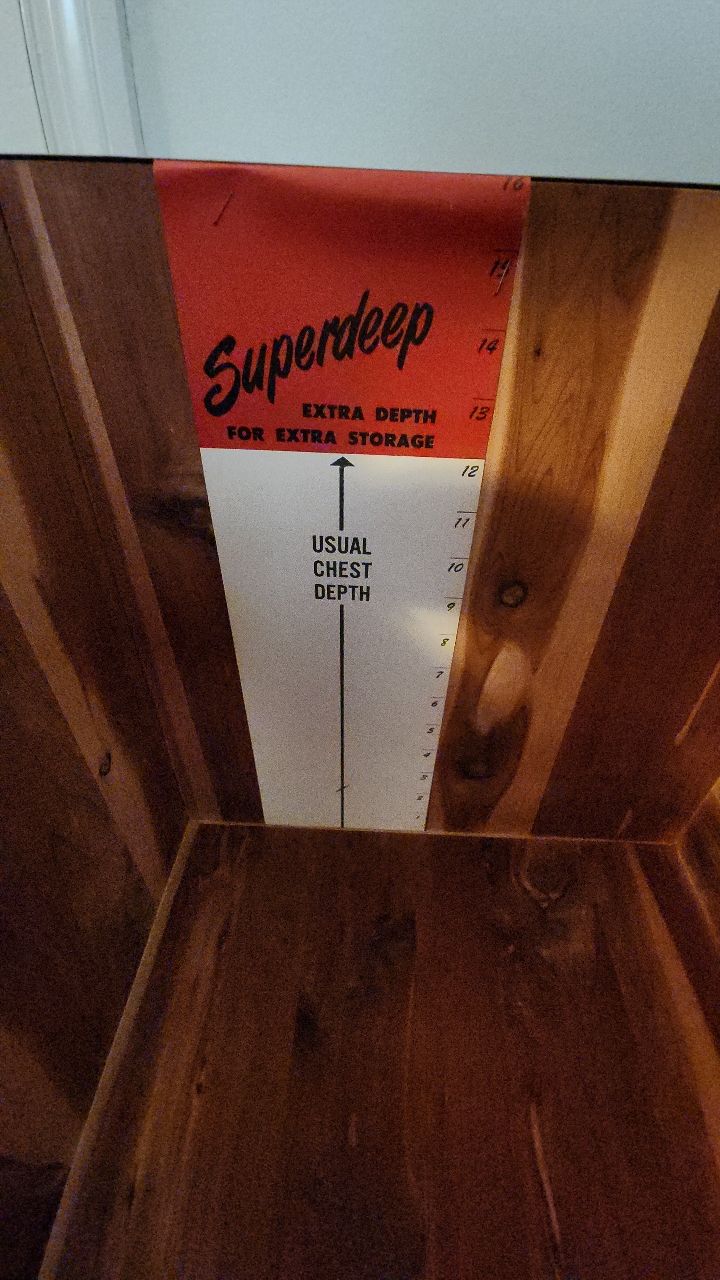 16
15
Superdeep
14
EXTRA DEPTH
13
FOR EXTRA STORAGE
12
11
USUAL
CHEST
DEPTH
10
9
8
7
6
5
4
3
2
1